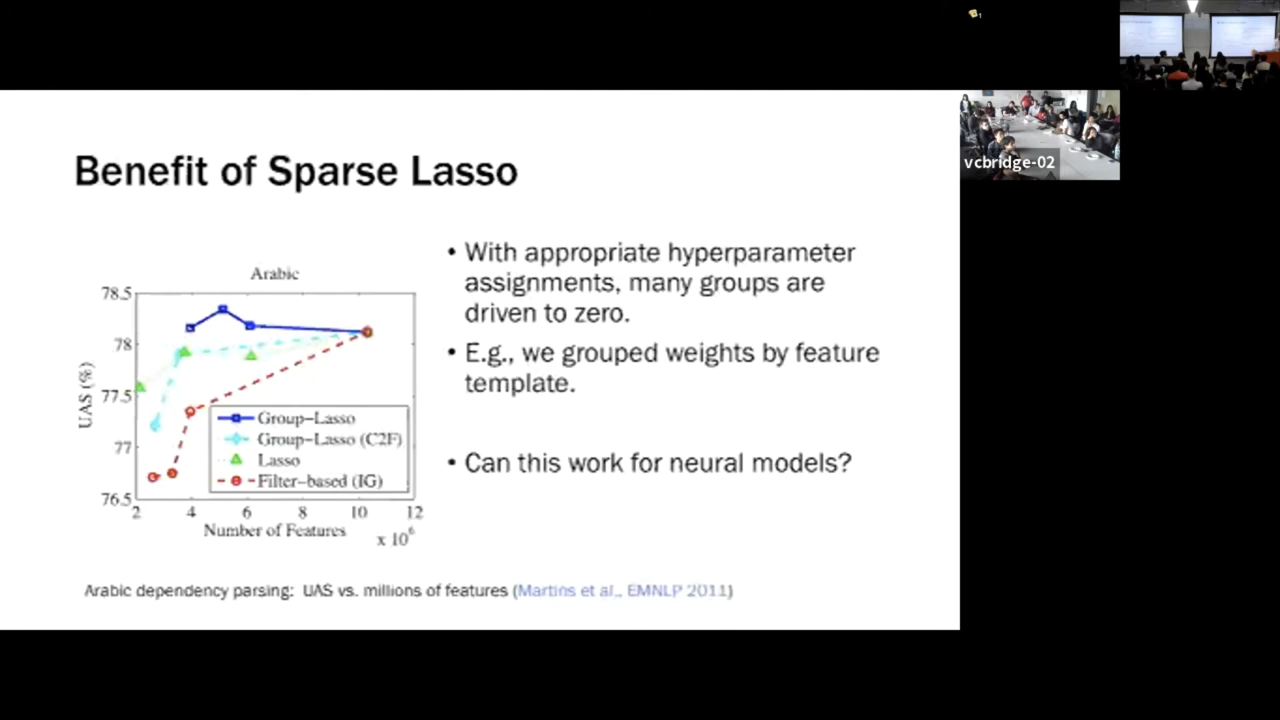 Benefit of Sparse Lasso
• With appropriate hyperparameter
assignments, many groups are
driven to zero.
• E.g., we grouped weights by feature
template.
• Can this work for neural models?
Arabic
78.5
78
77.5
77
76.5
UAS (%)
Group-Lasso
Group-Lasso (C2F)
Lasso
Filter-based (IG)
2 4 6 8 10 12
Number of Features
x 10^6
Arabic dependency parsing: UAS vs. millions of features (Martins et al., EMNLP 2011)
vcbridge-02